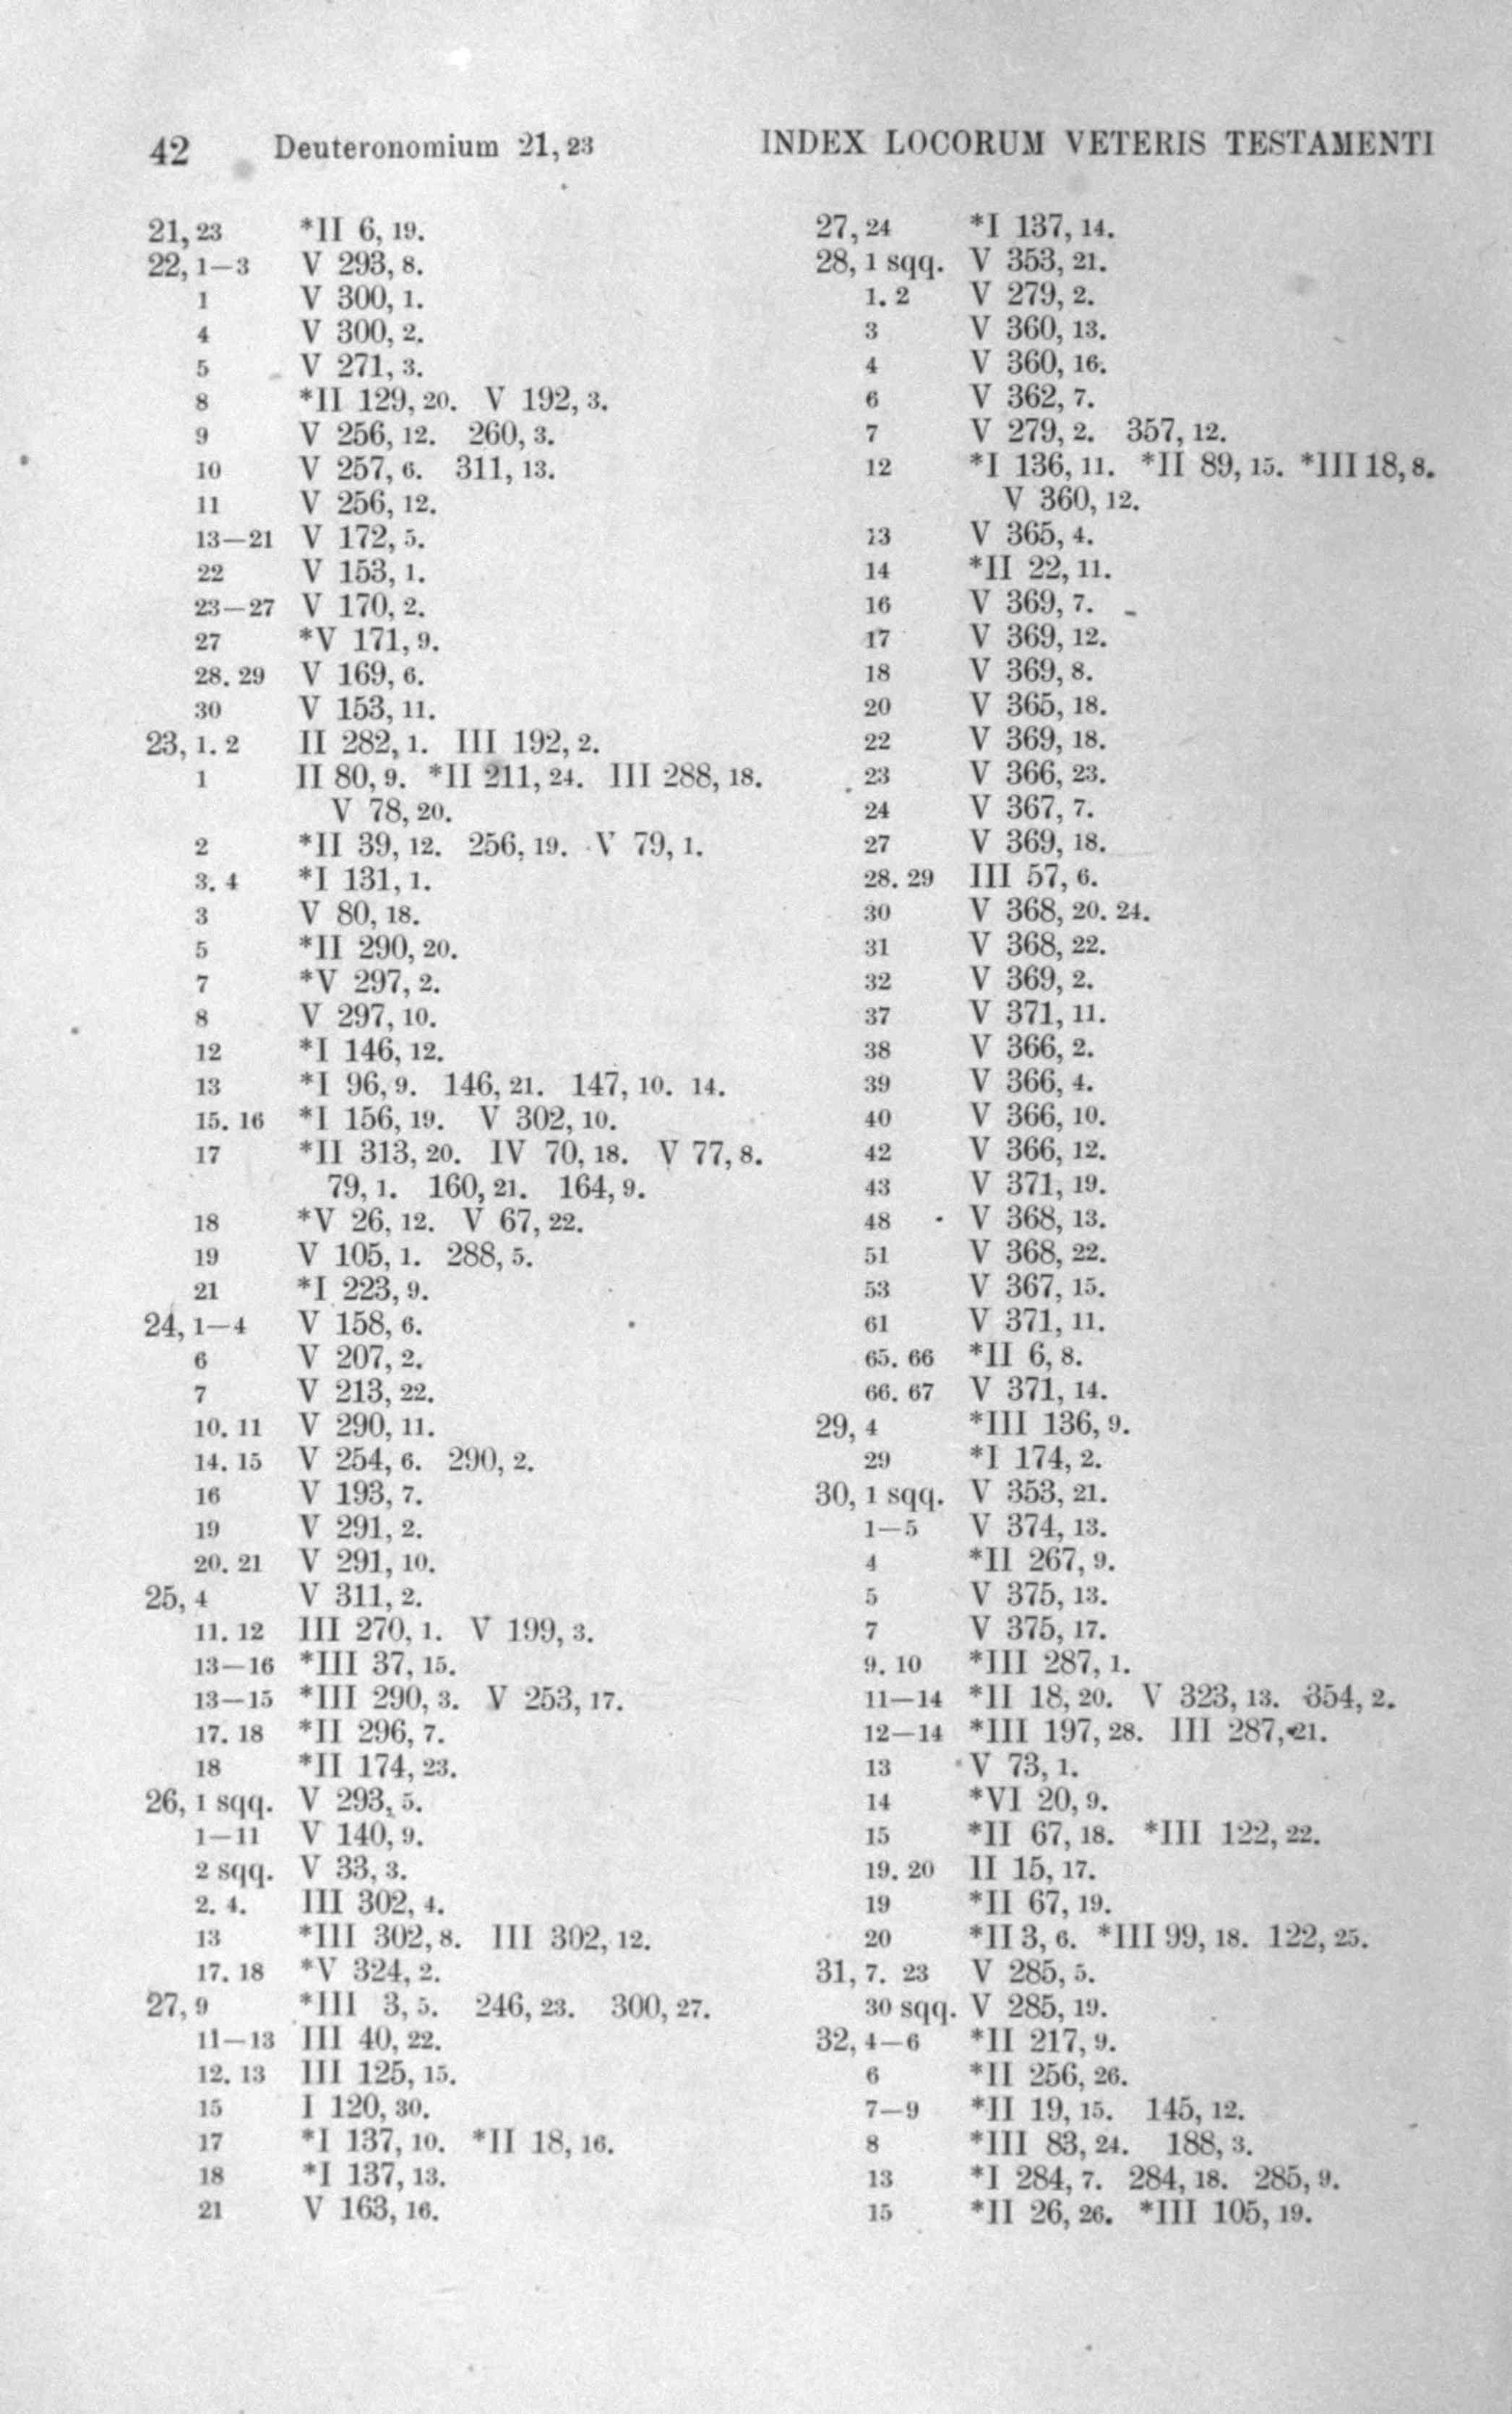 42 Deuteronomium 21, 23 INDEX LOCORUM VETERIS TESTAMENTI
21, 23 *II 6, 19.
22, 1–3 V 293, 8.
1 V 300, 1.
4 V 300, 2.
5 V 271, 3.
8 *II 129, 20. V 192, 3.
9 V 256, 12. 260, 3.
10 V 257, 6. 311, 13.
11 V 256, 12.
13–21 V 172, 5.
22 V 153, 1.
23–27 V 170, 2.
27 *V 171, 9.
28. 29 V 169, 6.
30 V 153, 11.
23, 1. 2 II 282, 1. III 192, 2.
1 II 80, 9. *II 211, 24. III 288, 18.
V 78, 20.
2 *II 39, 12. 256, 19. V 79, 1.
3. 4 *I 131, 1.
3 V 80, 18.
5 *II 290, 20.
7 *V 297, 2.
8 V 297, 10.
12 *I 146, 12.
13 *I 96, 9. 146, 21. 147, 10. 14.
15. 16 *I 156, 19. V 302, 10.
17 *II 313, 20. IV 70, 18. V 77, 8.
79, 1. 160, 21. 164, 9.
18 *V 26, 12. V 67, 22.
19 V 105, 1. 288, 5.
21 *I 223, 9.
24, 1–4 V 158, 6.
6 V 207, 2.
7 V 213, 22.
10. 11 V 290, 11.
14. 15 V 254, 6. 290, 2.
16 V 193, 7.
19 V 291, 2.
20. 21 V 291, 10.
25, 4 V 311, 2.
11. 12 III 270, 1. V 199, 3.
13–16 *III 37, 15.
13–15 *III 290, 3. V 253, 17.
17. 18 *II 296, 7.
18 *II 174, 23.
26, 1 sqq. V 293, 5.
1–11 V 140, 9.
2 sqq. V 33, 3.
2. 4. III 302, 4.
13 *III 302, 8. III 302, 12.
17. 18 *V 324, 2.
27, 9 *III 3, 5. 246, 23. 300, 27.
11–13 III 40, 22.
12. 13 III 125, 15.
15 I 120, 30.
17 *I 137, 10. *II 18, 16.
18 *I 137, 13.
21 V 163, 16.
27, 24 *I 137, 14.
28, 1 sqq. V 353, 21.
1. 2 V 279, 2.
3 V 360, 13.
4 V 360, 16.
6 V 362, 7.
7 V 279, 2. 357, 12.
12 *I 136, 11. *II 89, 15. *III 18, 8.
V 360, 12.
13 V 365, 4.
14 *II 22, 11.
16 V 369, 7.
17 V 369, 12.
18 V 369, 8.
20 V 365, 18.
22 V 369, 18.
23 V 366, 23.
24 V 367, 7.
27 V 369, 18.
28. 29 III 57, 6.
30 V 368, 20. 24.
31 V 368, 22.
32 V 369, 2.
37 V 371, 11.
38 V 366, 2.
39 V 366, 4.
40 V 366, 10.
42 V 366, 12.
43 V 371, 19.
48 V 368, 13.
51 V 368, 22.
53 V 367, 15.
61 V 371, 11.
65. 66 *II 6, 8.
66. 67 V 371, 14.
29, 4 *III 136, 9.
29 *I 174, 2.
30, 1 sqq. V 353, 21.
1–5 V 374, 13.
4 *II 267, 9.
5 V 375, 13.
7 V 375, 17.
9. 10 *III 287, 1.
11–14 *II 18, 20. V 323, 13. 354, 2.
12–14 *III 197, 28. III 287, 21.
13 V 73, 1.
14 *VI 20, 9.
15 *II 67, 18. *III 122, 22.
19. 20 II 15, 17.
19 *II 67, 19.
20 *II 3, 6. *III 99, 18. 122, 25.
31, 7. 23 V 285, 5.
30 sqq. V 285, 19.
32, 4–6 *II 217, 9.
6 *II 256, 26.
7–9 *II 19, 15. 145, 12.
8 *III 83, 24. 188, 3.
13 *I 284, 7. 284, 18. 285, 9.
15 *II 26, 26. *III 105, 19.